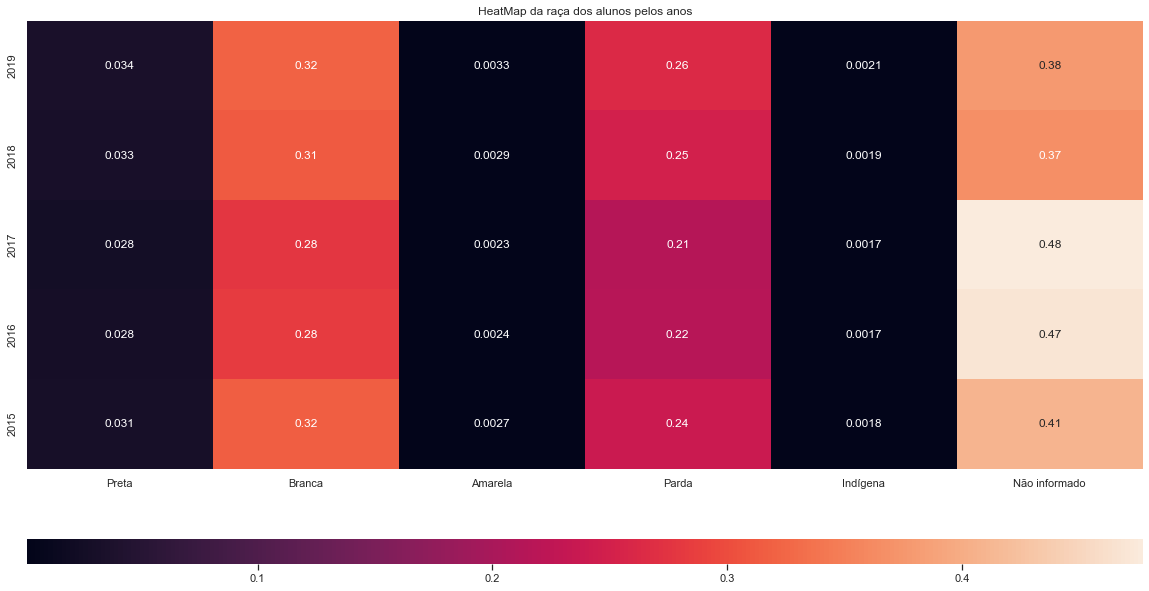 HeatMap da raça dos alunos pelos anos
2019 0.034 0.32 0.0033 0.26 0.0021 0.38
2018 0.033 0.31 0.0029 0.25 0.0019 0.37
2017 0.028 0.28 0.0023 0.21 0.0017 0.48
2016 0.028 0.28 0.0024 0.22 0.0017 0.47
2015 0.031 0.32 0.0027 0.24 0.0018 0.41
Preta Branca Amarela Parda Indígena Não informado
0.1 0.2 0.3 0.4